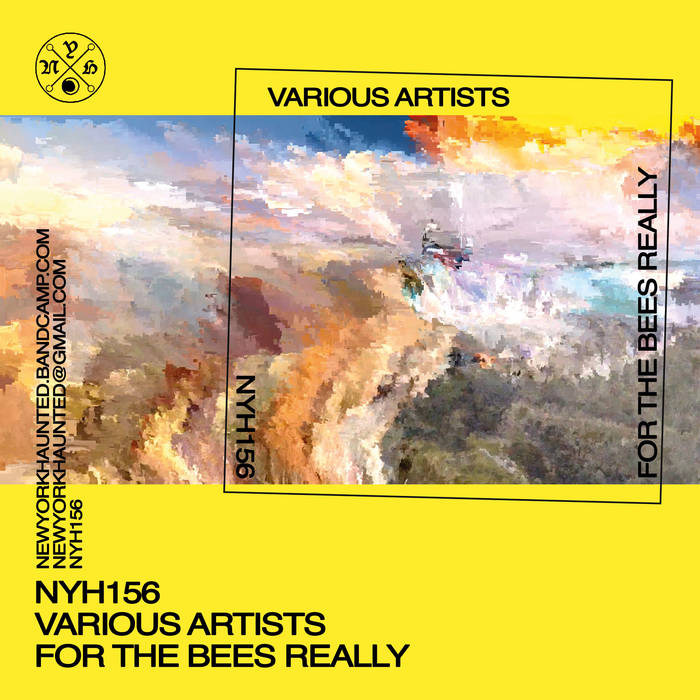 Y
N H
VARIOUS ARTISTS
FOR THE BEES REALLY
NYH156
NEWYORKHAUNTED.BANDCAMP.COM
NEWYORKHAUNTED@GMAIL.COM
NYH156
NYH156
VARIOUS ARTISTS
FOR THE BEES REALLY